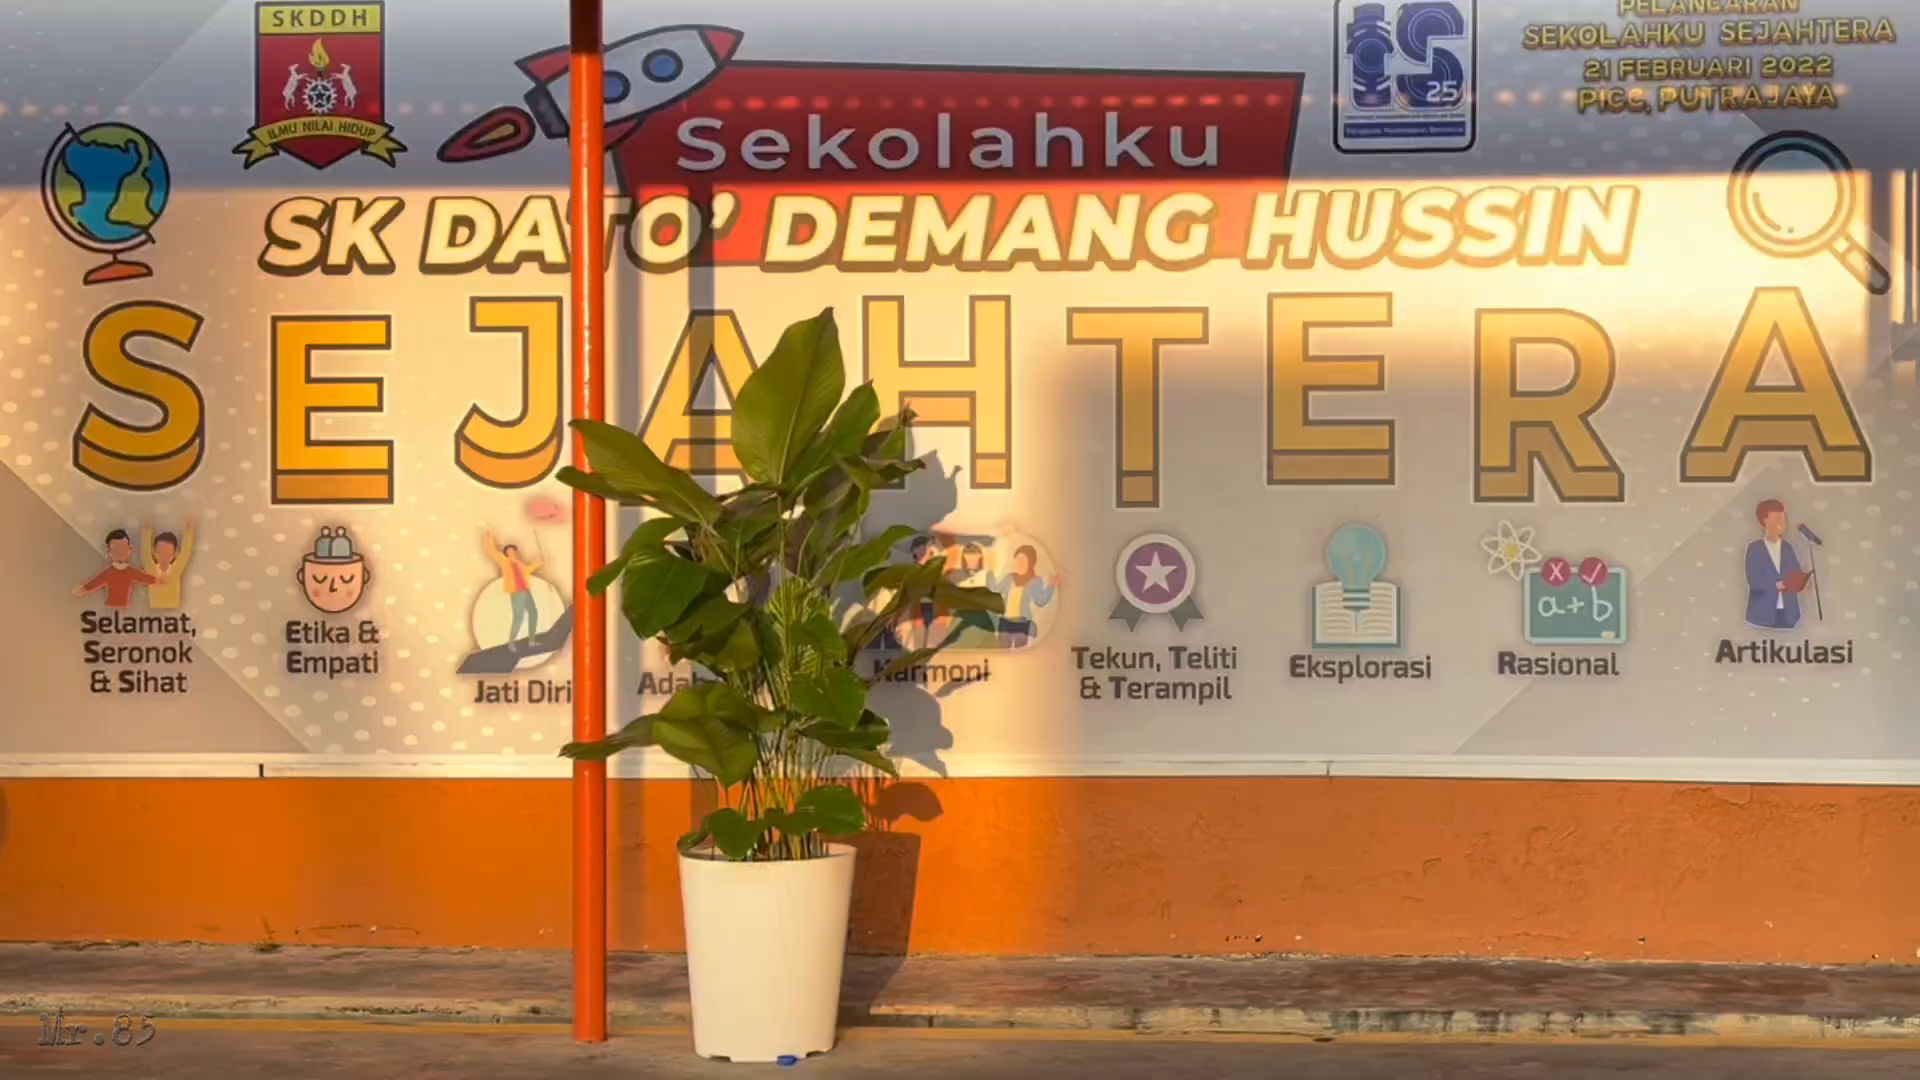 SKDDH
ILMU NILAI HIDUP
Sekolahku
25
PELANCARAN
SEKOLAHKU SEJAHTERA
21 FEBRUARI 2022
PICC, PUTRAJAYA
SK DATO' DEMANG HUSSIN
SEJAHTERA
Selamat,
Seronok
& Sihat
Etika &
Empati
Jati Diri
Harmoni
Tekun, Teliti
& Terampil
Eksplorasi
a+b
Rasional
Artikulasi
Mr.85